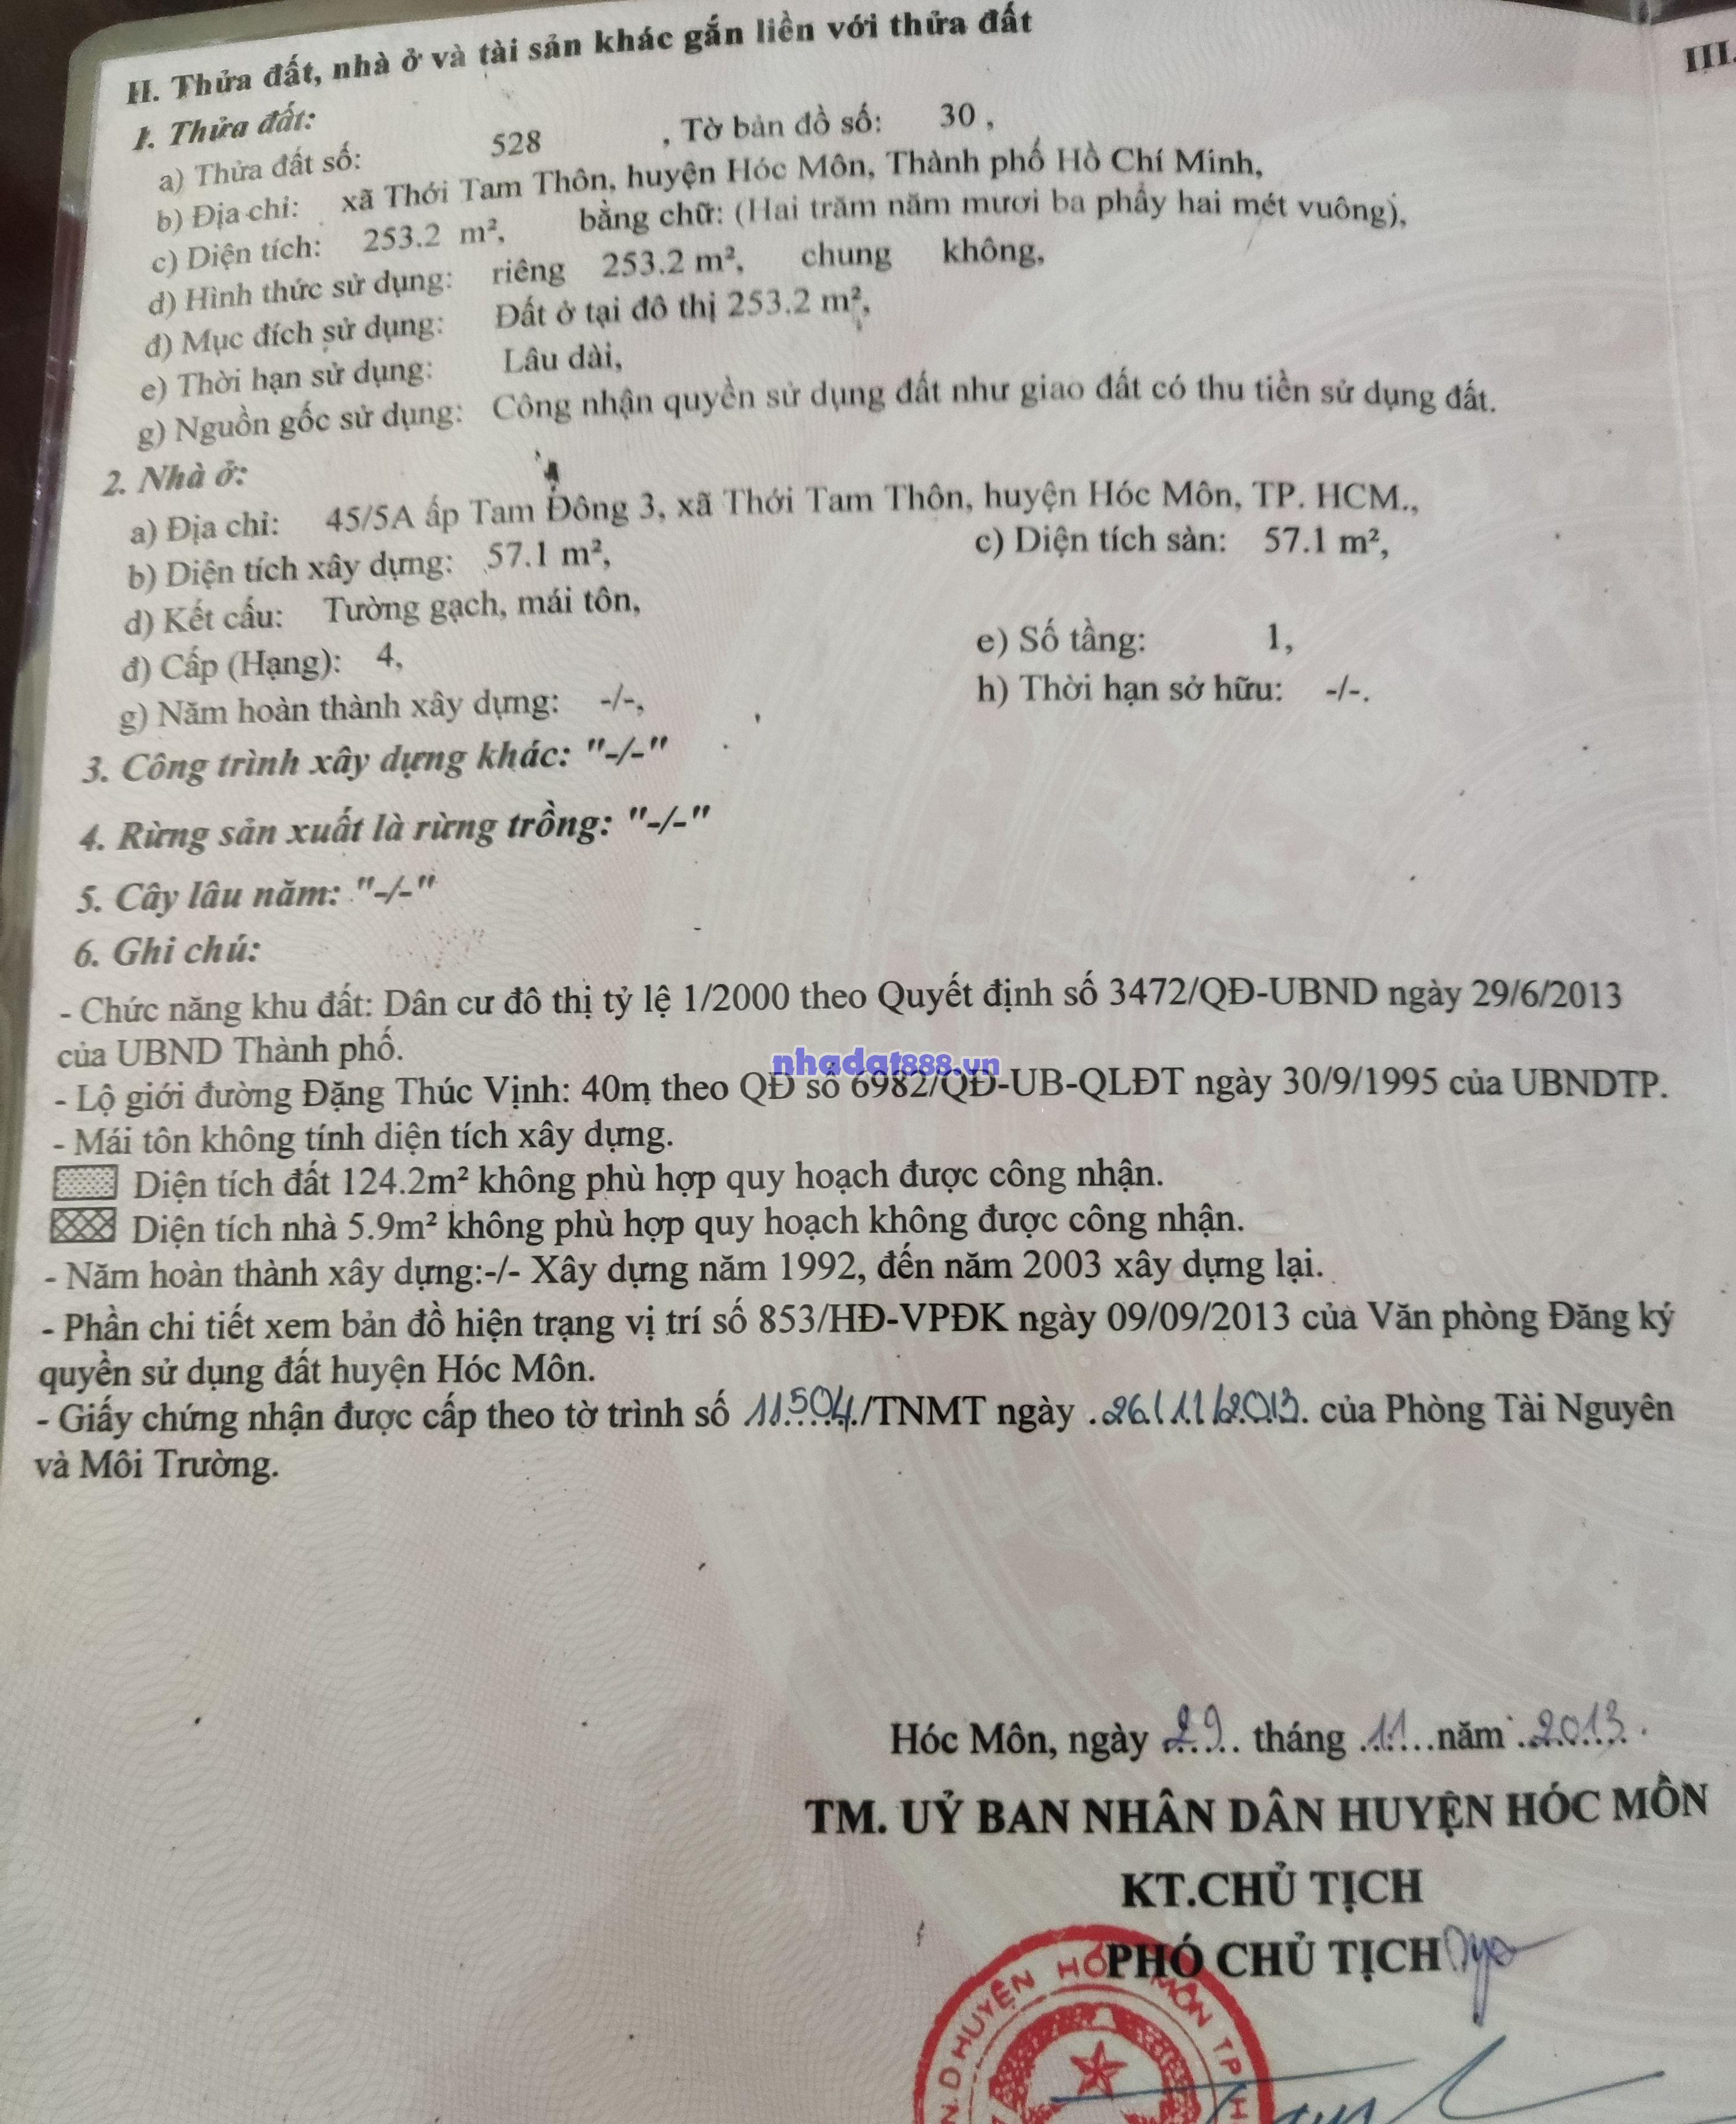 II. Thửa đất, nhà ở và tài sản khác gắn liền với thửa đất
III.
1. Thửa đất:
a) Thửa đất số: 528 , Tờ bản đồ số: 30 ,
b) Địa chỉ: xã Thới Tam Thôn, huyện Hóc Môn, Thành phố Hồ Chí Minh,
c) Diện tích: 253.2 m², bằng chữ: (Hai trăm năm mươi ba phẩy hai mét vuông),
d) Hình thức sử dụng: riêng 253.2 m², chung không,
đ) Mục đích sử dụng: Đất ở tại đô thị 253.2 m²,
e) Thời hạn sử dụng: Lâu dài,
g) Nguồn gốc sử dụng: Công nhận quyền sử dụng đất như giao đất có thu tiền sử dụng đất.
2. Nhà ở:
a) Địa chỉ: 45/5A ấp Tam Đông 3, xã Thới Tam Thôn, huyện Hóc Môn, TP. HCM.,
b) Diện tích xây dựng: 57.1 m², c) Diện tích sàn: 57.1 m²,
d) Kết cấu: Tường gạch, mái tôn,
đ) Cấp (Hạng): 4, e) Số tầng: 1,
g) Năm hoàn thành xây dựng: -/-, h) Thời hạn sở hữu: -/-.
3. Công trình xây dựng khác: "-/-"
4. Rừng sản xuất là rừng trồng: "-/-"
5. Cây lâu năm: "-/-"
6. Ghi chú:
- Chức năng khu đất: Dân cư đô thị tỷ lệ 1/2000 theo Quyết định số 3472/QĐ-UBND ngày 29/6/2013
của UBND Thành phố.
nhadat888.vn
- Lộ giới đường Đặng Thúc Vịnh: 40m theo QĐ số 6982/QĐ-UB-QLĐT ngày 30/9/1995 của UBNDTP.
- Mái tôn không tính diện tích xây dựng.
Diện tích đất 124.2m² không phù hợp quy hoạch được công nhận.
Diện tích nhà 5.9m² không phù hợp quy hoạch không được công nhận.
- Năm hoàn thành xây dựng:-/- Xây dựng năm 1992, đến năm 2003 xây dựng lại.
- Phần chi tiết xem bản đồ hiện trạng vị trí số 853/HĐ-VPĐK ngày 09/09/2013 của Văn phòng Đăng ký
quyền sử dụng đất huyện Hóc Môn.
- Giấy chứng nhận được cấp theo tờ trình số 11504/TNMT ngày 26/11/2013. của Phòng Tài Nguyên
và Môi Trường.
Hóc Môn, ngày 29 tháng 11 năm 2013.
TM. UỶ BAN NHÂN DÂN HUYỆN HÓC MÔN
KT.CHỦ TỊCH
PHÓ CHỦ TỊCH
N.D HUYỆN HÓC MÔN TP.H